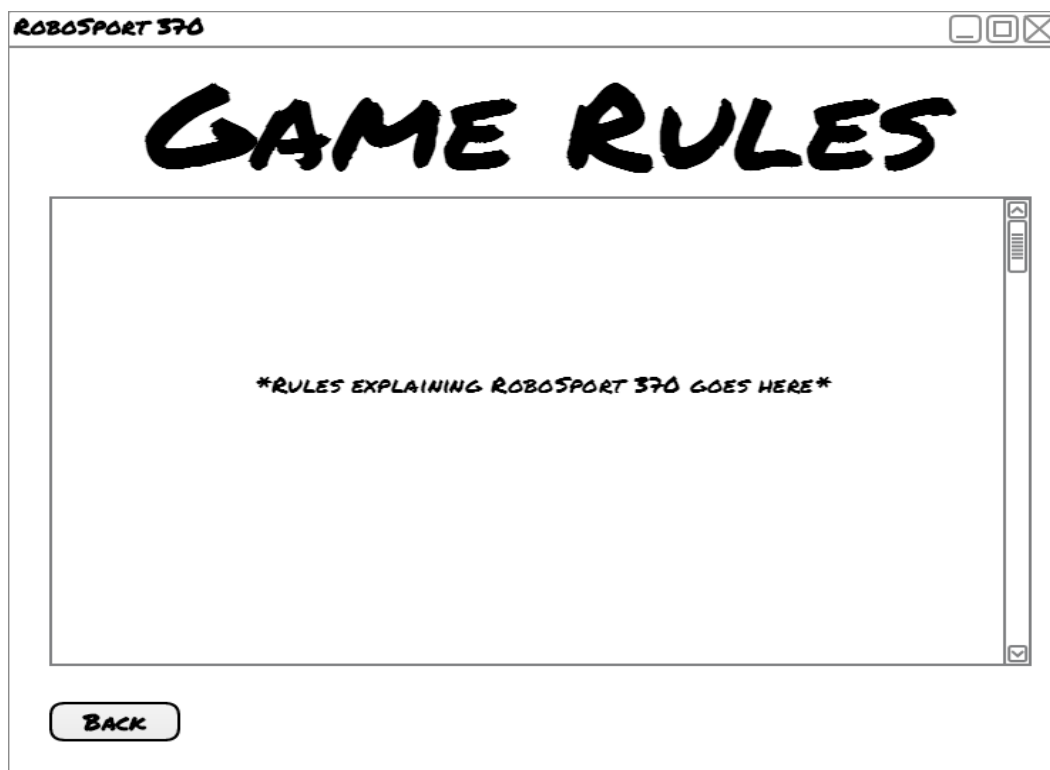 RoboSport 370
Game Rules
*Rules explaining RoboSport 370 goes here*
Back